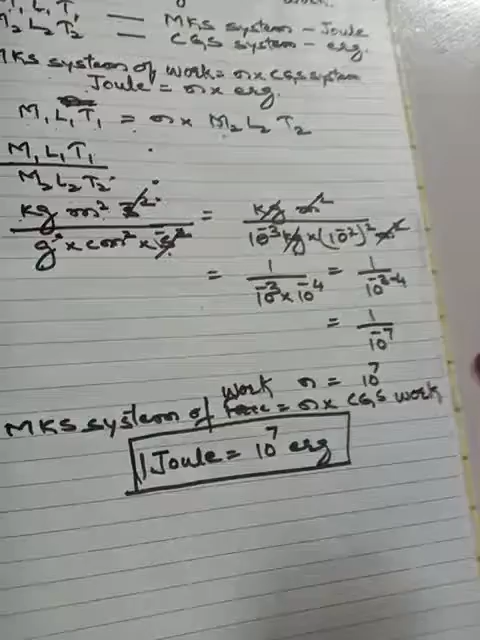 work.
M₁ L₁ T₁ — MKS system - Joule
M₂ L₂ T₂ — CGS system - erg.
MKS system of work = n x CGS system
Joule = n x erg.
M₁ L₁ T₁ = n x M₂ L₂ T₂
M₁ L₁ T₁
M₂ L₂ T₂
kg m² s⁻² / g x cm² x s⁻² = kg m² / 10⁻³ kg x (10⁻²)² m²
= 1 / 10⁻³ x 10⁻⁴ = 1 / 10⁻³⁻⁴
= 1 / 10⁻⁷
n = 10⁷
MKS system of work = n x CGS work
1 Joule = 10⁷ erg